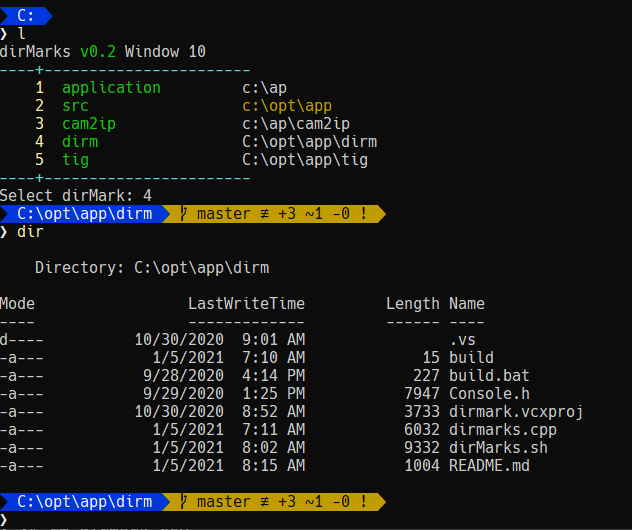 C:
❯ l
dirMarks v0.2 Window 10
----+-----------------------
1 application c:\ap
2 src c:\opt\app
3 cam2ip c:\ap\cam2ip
4 dirm C:\opt\app\dirm
5 tig C:\opt\app\tig
----+-----------------------
Select dirMark: 4
C:\opt\app\dirm master ≢ +3 ~1 -0 !
❯ dir
Directory: C:\opt\app\dirm
Mode LastWriteTime Length Name
---- ------------- ------ ----
d---- 10/30/2020 9:01 AM .vs
-a--- 1/5/2021 7:10 AM 15 build
-a--- 9/28/2020 4:14 PM 227 build.bat
-a--- 9/29/2020 1:25 PM 7947 Console.h
-a--- 10/30/2020 8:52 AM 3733 dirmark.vcxproj
-a--- 1/5/2021 7:11 AM 6032 dirmarks.cpp
-a--- 1/5/2021 8:02 AM 9332 dirMarks.sh
-a--- 1/5/2021 8:15 AM 1004 README.md
C:\opt\app\dirm master ≢ +3 ~1 -0 !
❯